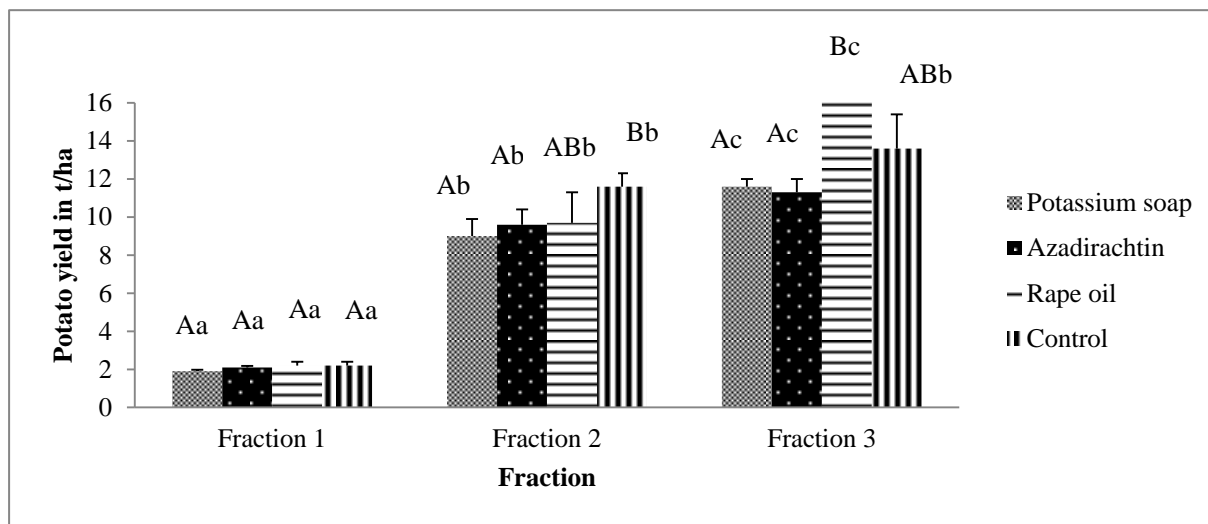 Bc
ABb
Ac Ac
Bb
ABb
Ab
Ab
Aa Aa Aa Aa
Potato yield in t/ha
16
14
12
10
8
6
4
2
0
Fraction 1 Fraction 2 Fraction 3
Fraction
Potassium soap
Azadirachtin
Rape oil
Control